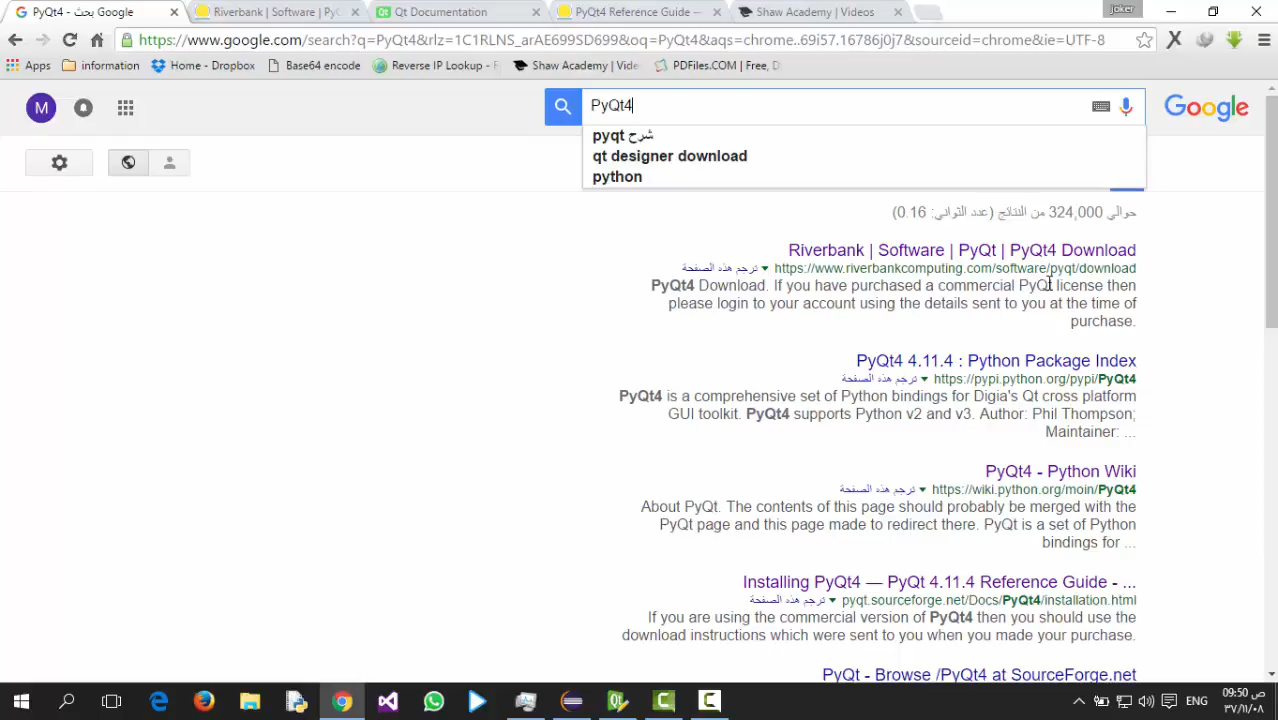 PyQt4 - بحث Google
Riverbank | Software | PyQ
Qt Documentation
PyQt4 Reference Guide —
Shaw Academy | Videos
joker
https://www.google.com/search?q=PyQt4&rlz=1C1RLNS_arAE699SD699&oq=PyQt4&aqs=chrome..69i57.16786j0j7&sourceid=chrome&ie=UTF-8
Apps
information
Home - Dropbox
Base64 encode
Reverse IP Lookup -
Shaw Academy | Video
PDFiles.COM | Free,
M
PyQt4
Google
pyqt شرح
qt designer download
python
حوالي 324,000 من النتائج (عدد الثواني: 0.16)
Riverbank | Software | PyQt | PyQt4 Download
https://www.riverbankcomputing.com/software/pyqt/download ترجم هذه الصفحة
PyQt4 Download. If you have purchased a commercial PyQt license then
please login to your account using the details sent to you at the time of
purchase.
PyQt4 4.11.4 : Python Package Index
https://pypi.python.org/pypi/PyQt4 ترجم هذه الصفحة
PyQt4 is a comprehensive set of Python bindings for Digia's Qt cross platform
GUI toolkit. PyQt4 supports Python v2 and v3. Author: Phil Thompson;
Maintainer: ...
PyQt4 - Python Wiki
https://wiki.python.org/moin/PyQt4 ترجم هذه الصفحة
About PyQt. The contents of this page should probably be merged with the
PyQt page and this page made to redirect there. PyQt is a set of Python
bindings for ...
Installing PyQt4 — PyQt 4.11.4 Reference Guide - ...
pyqt.sourceforge.net/Docs/PyQt4/installation.html ترجم هذه الصفحة
If you are using the commercial version of PyQt4 then you should use the
download instructions which were sent to you when you made your purchase.
PyQt - Browse /PyQt4 at SourceForge.net
ENG
09:50 ص
٣٧/١١/٠٨